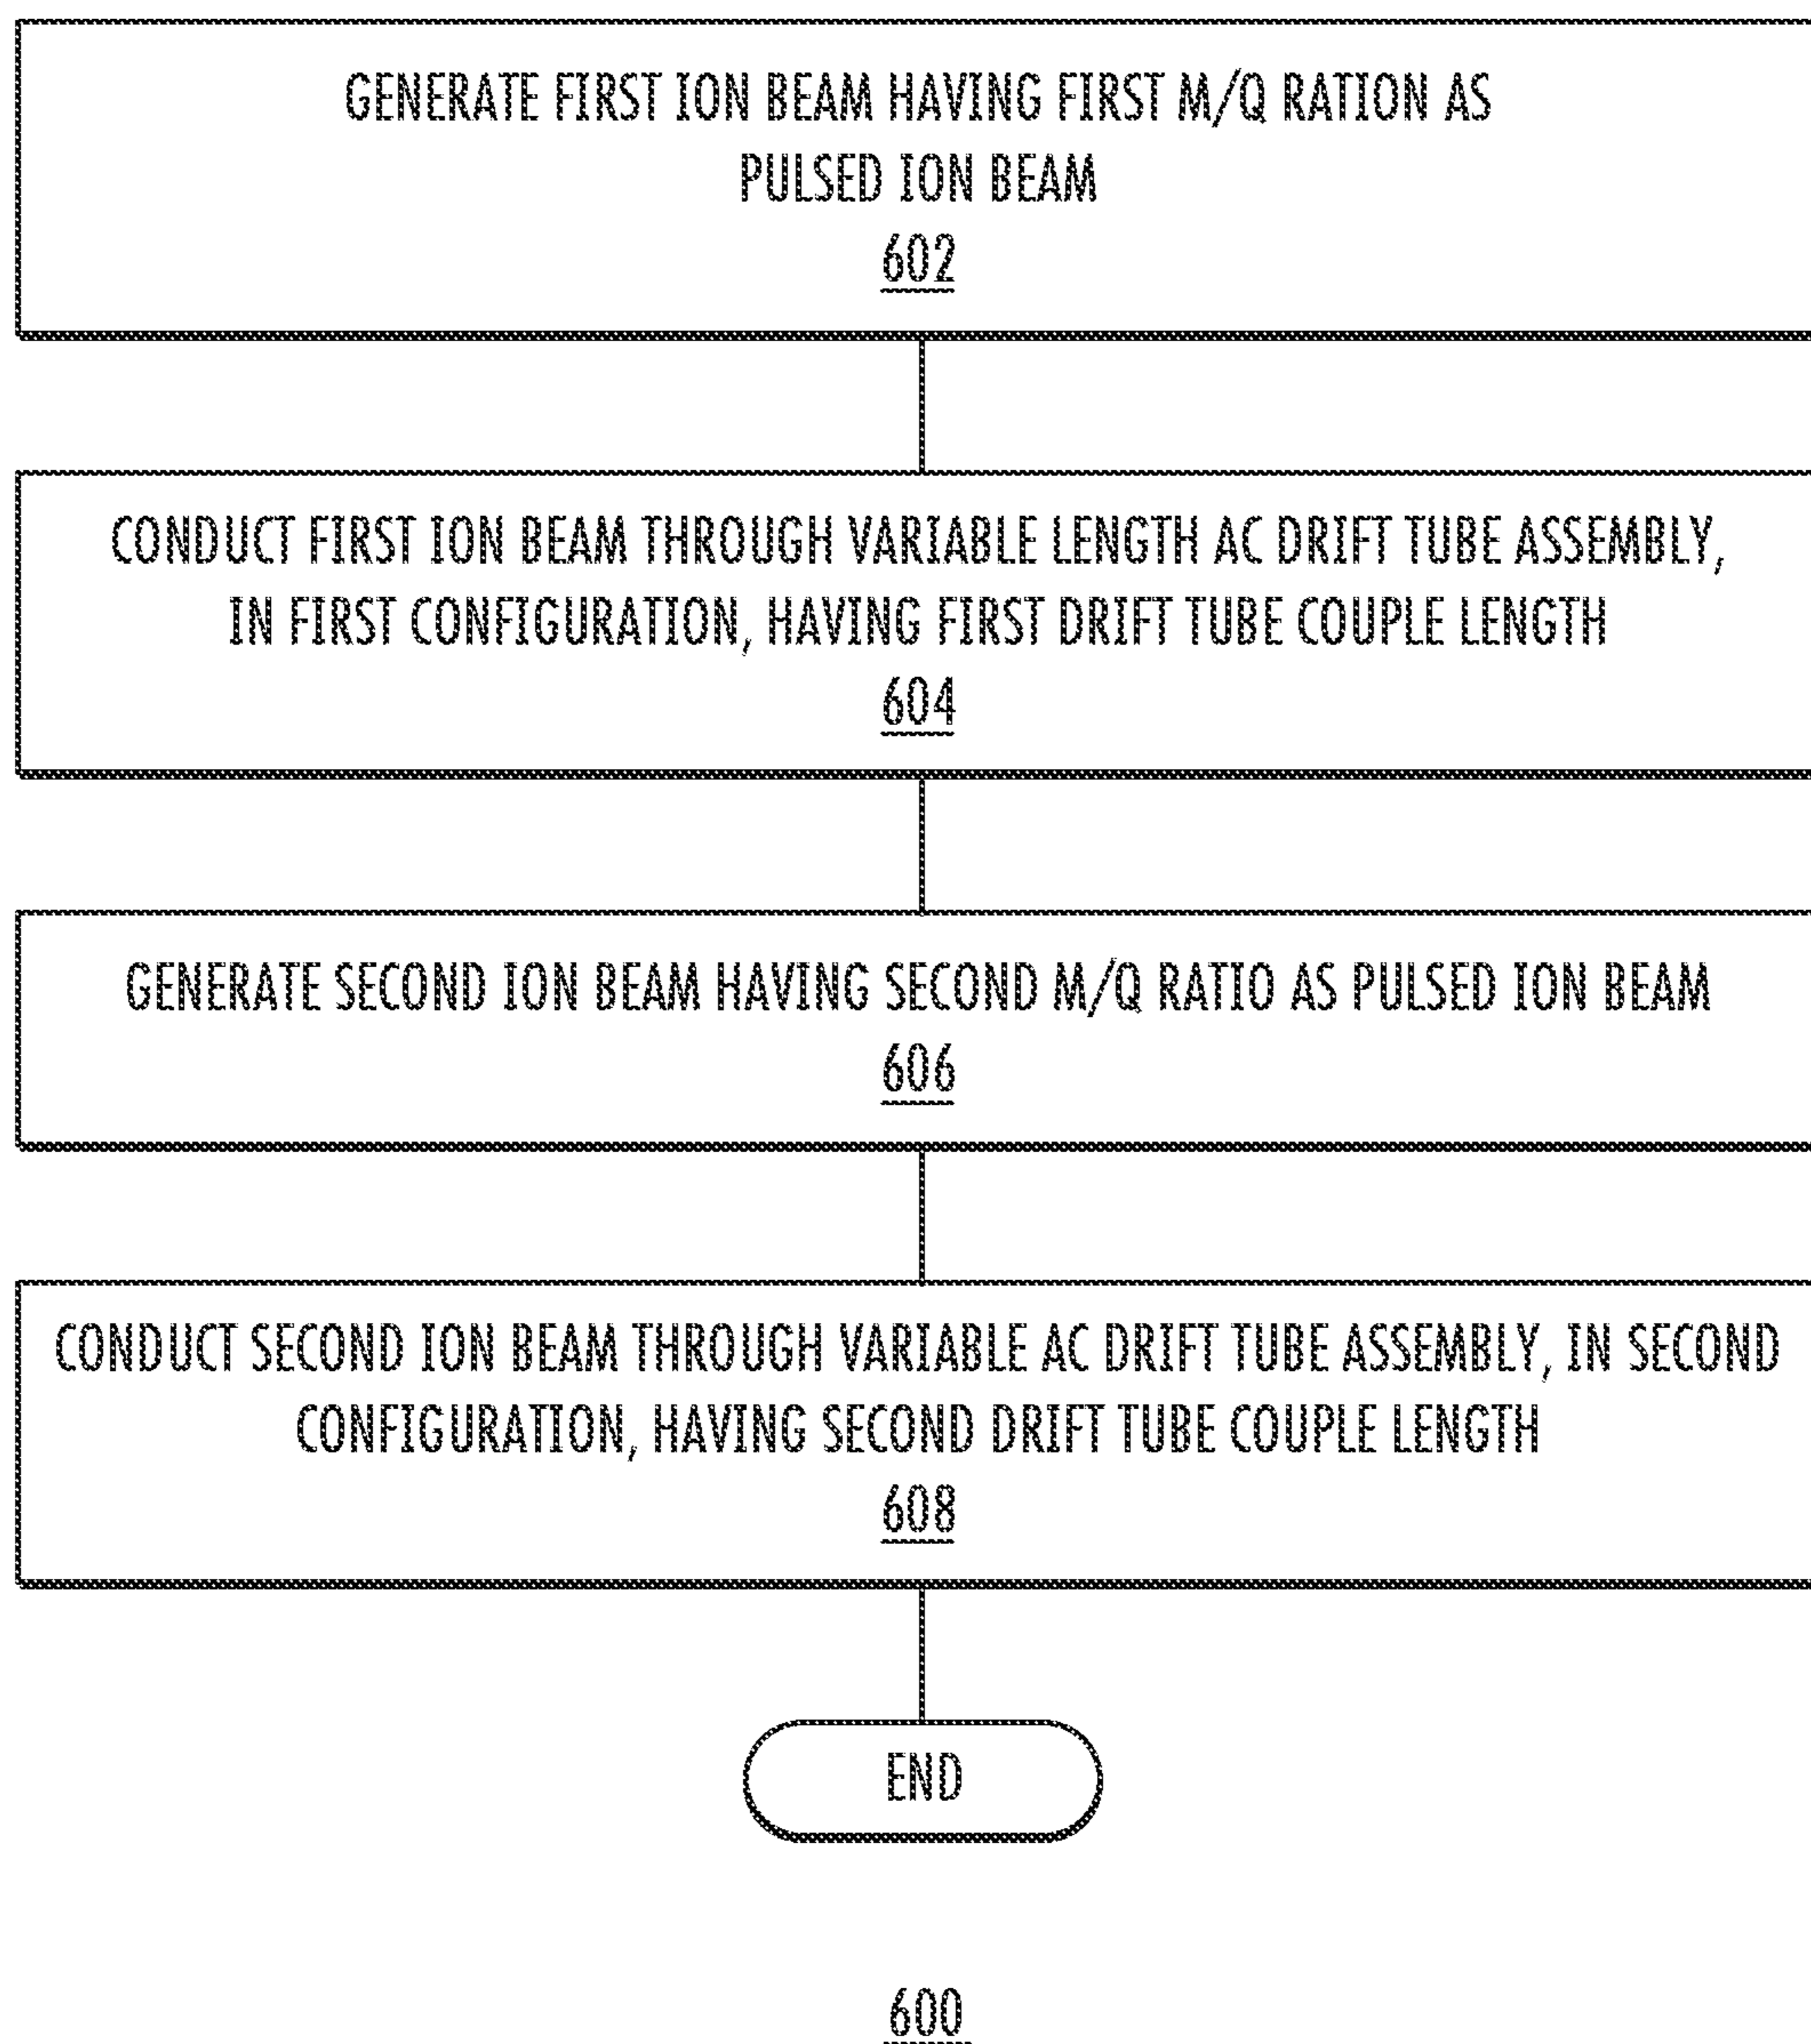 GENERATE FIRST ION BEAM HAVING FIRST M/Q RATION AS
PULSED ION BEAM
602
CONDUCT FIRST ION BEAM THROUGH VARIABLE LENGTH AC DRIFT TUBE ASSEMBLY,
IN FIRST CONFIGURATION, HAVING FIRST DRIFT TUBE COUPLE LENGTH
604
GENERATE SECOND ION BEAM HAVING SECOND M/Q RATIO AS PULSED ION BEAM
606
CONDUCT SECOND ION BEAM THROUGH VARIABLE AC DRIFT TUBE ASSEMBLY, IN SECOND
CONFIGURATION, HAVING SECOND DRIFT TUBE COUPLE LENGTH
608
END
600